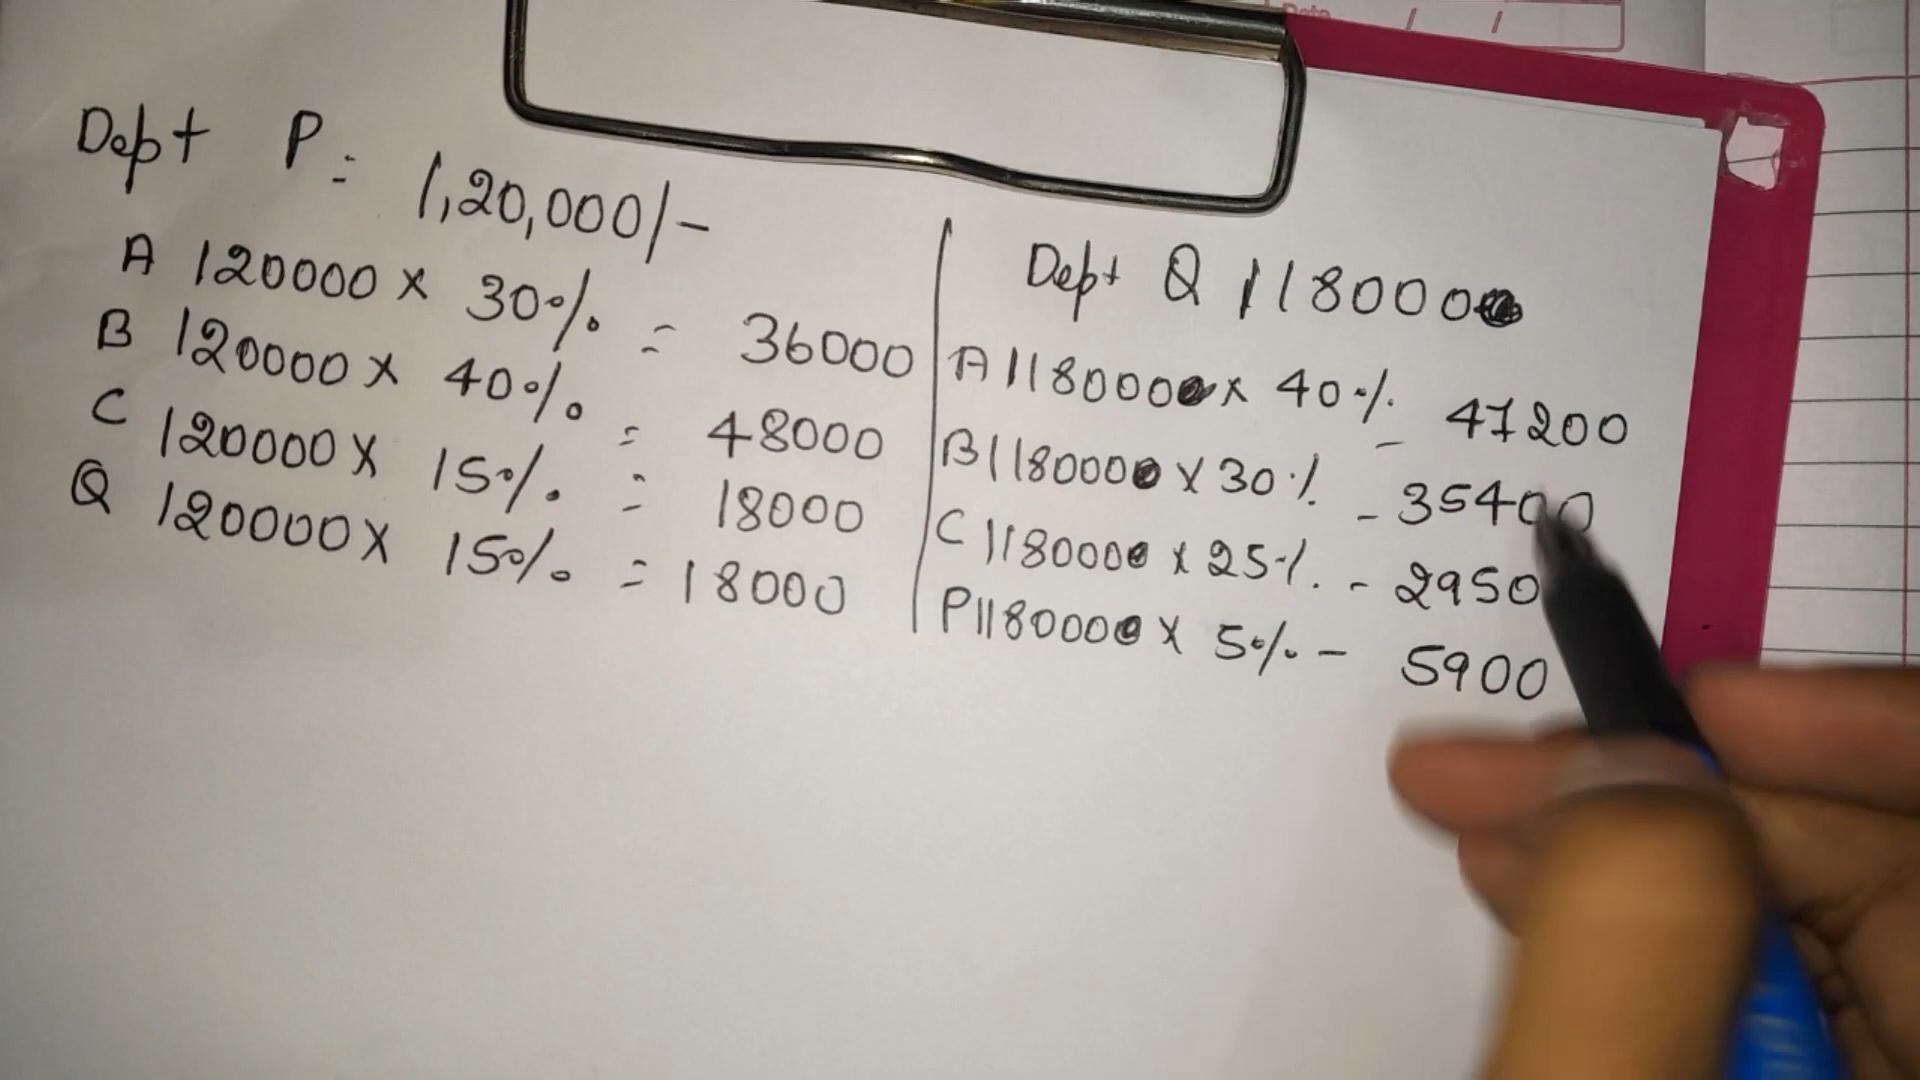 Date / /
Dept P = 1,20,000/-
A 120000 x 30% = 36000
B 120000 x 40% = 48000
C 120000 x 15% = 18000
Q 120000 x 15% = 18000
Dept Q 118000
A 118000 x 40% - 47200
B 118000 x 30% - 35400
C 118000 x 25% - 2950
P 118000 x 5% - 5900